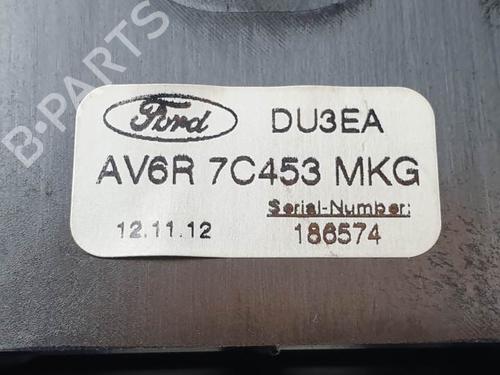 B-PARTS
Ford DU3EA
AV6R 7C453 MKG
Serial-Number:
12.11.12 186574